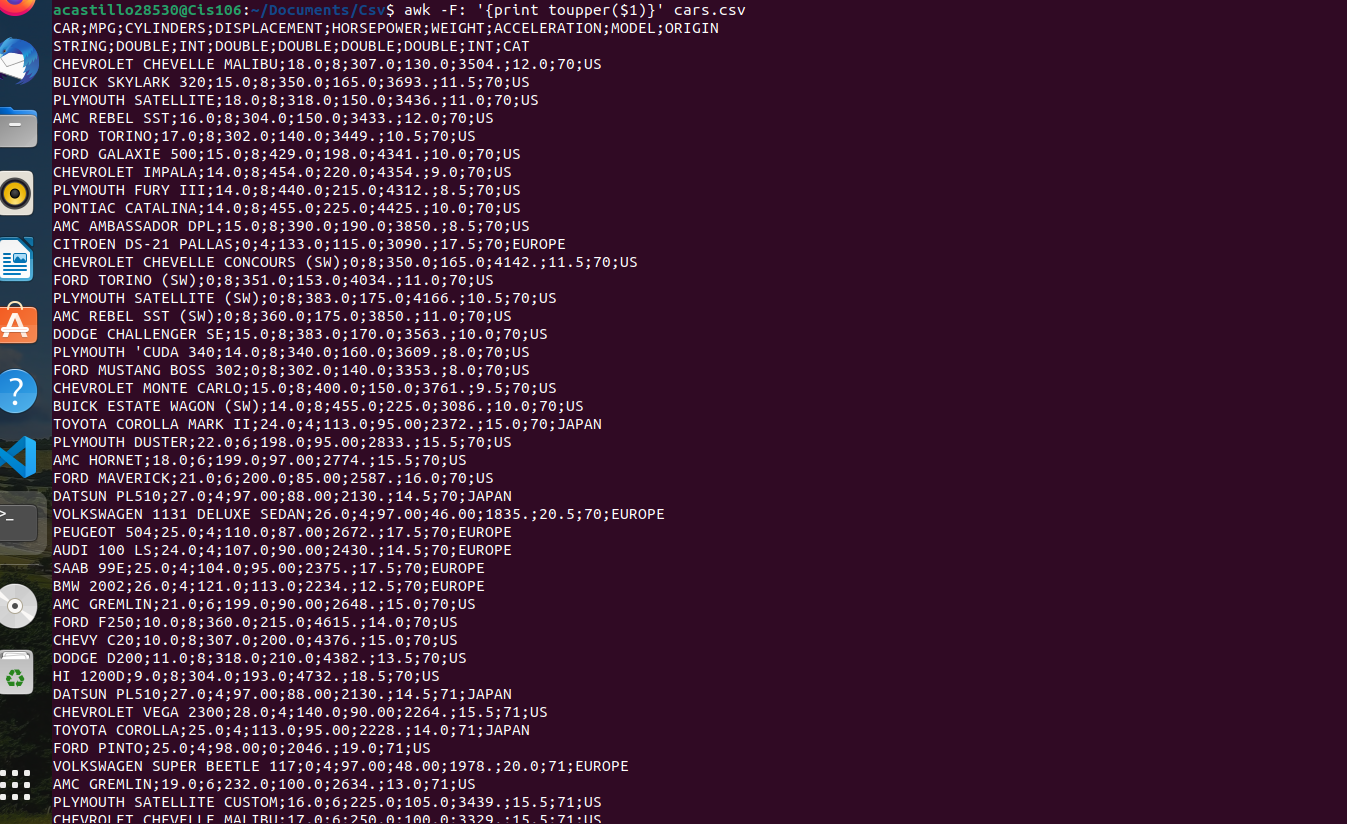 acastillo28530@Cis106:~/Documents/Csv$ awk -F: '{print toupper($1)}' cars.csv
CAR;MPG;CYLINDERS;DISPLACEMENT;HORSEPOWER;WEIGHT;ACCELERATION;MODEL;ORIGIN
STRING;DOUBLE;INT;DOUBLE;DOUBLE;DOUBLE;DOUBLE;INT;CAT
CHEVROLET CHEVELLE MALIBU;18.0;8;307.0;130.0;3504.;12.0;70;US
BUICK SKYLARK 320;15.0;8;350.0;165.0;3693.;11.5;70;US
PLYMOUTH SATELLITE;18.0;8;318.0;150.0;3436.;11.0;70;US
AMC REBEL SST;16.0;8;304.0;150.0;3433.;12.0;70;US
FORD TORINO;17.0;8;302.0;140.0;3449.;10.5;70;US
FORD GALAXIE 500;15.0;8;429.0;198.0;4341.;10.0;70;US
CHEVROLET IMPALA;14.0;8;454.0;220.0;4354.;9.0;70;US
PLYMOUTH FURY III;14.0;8;440.0;215.0;4312.;8.5;70;US
PONTIAC CATALINA;14.0;8;455.0;225.0;4425.;10.0;70;US
AMC AMBASSADOR DPL;15.0;8;390.0;190.0;3850.;8.5;70;US
CITROEN DS-21 PALLAS;0;4;133.0;115.0;3090.;17.5;70;EUROPE
CHEVROLET CHEVELLE CONCOURS (SW);0;8;350.0;165.0;4142.;11.5;70;US
FORD TORINO (SW);0;8;351.0;153.0;4034.;11.0;70;US
PLYMOUTH SATELLITE (SW);0;8;383.0;175.0;4166.;10.5;70;US
AMC REBEL SST (SW);0;8;360.0;175.0;3850.;11.0;70;US
DODGE CHALLENGER SE;15.0;8;383.0;170.0;3563.;10.0;70;US
PLYMOUTH 'CUDA 340;14.0;8;340.0;160.0;3609.;8.0;70;US
FORD MUSTANG BOSS 302;0;8;302.0;140.0;3353.;8.0;70;US
CHEVROLET MONTE CARLO;15.0;8;400.0;150.0;3761.;9.5;70;US
BUICK ESTATE WAGON (SW);14.0;8;455.0;225.0;3086.;10.0;70;US
TOYOTA COROLLA MARK II;24.0;4;113.0;95.00;2372.;15.0;70;JAPAN
PLYMOUTH DUSTER;22.0;6;198.0;95.00;2833.;15.5;70;US
AMC HORNET;18.0;6;199.0;97.00;2774.;15.5;70;US
FORD MAVERICK;21.0;6;200.0;85.00;2587.;16.0;70;US
DATSUN PL510;27.0;4;97.00;88.00;2130.;14.5;70;JAPAN
VOLKSWAGEN 1131 DELUXE SEDAN;26.0;4;97.00;46.00;1835.;20.5;70;EUROPE
PEUGEOT 504;25.0;4;110.0;87.00;2672.;17.5;70;EUROPE
AUDI 100 LS;24.0;4;107.0;90.00;2430.;14.5;70;EUROPE
SAAB 99E;25.0;4;104.0;95.00;2375.;17.5;70;EUROPE
BMW 2002;26.0;4;121.0;113.0;2234.;12.5;70;EUROPE
AMC GREMLIN;21.0;6;199.0;90.00;2648.;15.0;70;US
FORD F250;10.0;8;360.0;215.0;4615.;14.0;70;US
CHEVY C20;10.0;8;307.0;200.0;4376.;15.0;70;US
DODGE D200;11.0;8;318.0;210.0;4382.;13.5;70;US
HI 1200D;9.0;8;304.0;193.0;4732.;18.5;70;US
DATSUN PL510;27.0;4;97.00;88.00;2130.;14.5;71;JAPAN
CHEVROLET VEGA 2300;28.0;4;140.0;90.00;2264.;15.5;71;US
TOYOTA COROLLA;25.0;4;113.0;95.00;2228.;14.0;71;JAPAN
FORD PINTO;25.0;4;98.00;0;2046.;19.0;71;US
VOLKSWAGEN SUPER BEETLE 117;0;4;97.00;48.00;1978.;20.0;71;EUROPE
AMC GREMLIN;19.0;6;232.0;100.0;2634.;13.0;71;US
PLYMOUTH SATELLITE CUSTOM;16.0;6;225.0;105.0;3439.;15.5;71;US
CHEVROLET CHEVELLE MALIBU;17.0;6;250.0;100.0;3329.;15.5;71;US